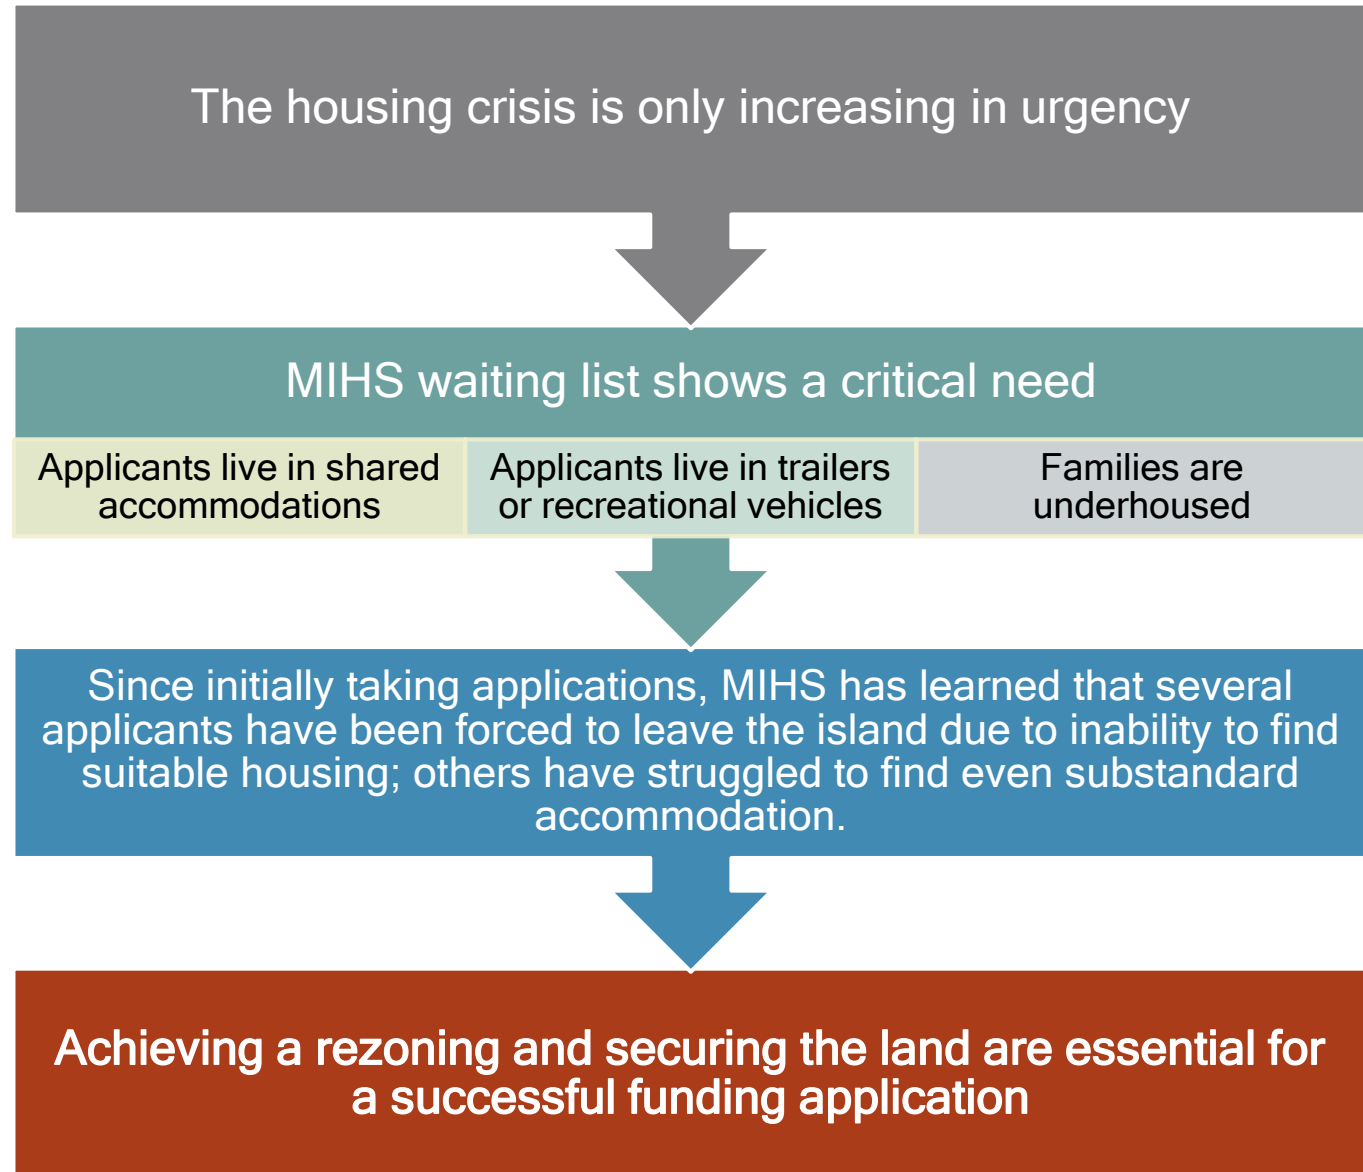 The housing crisis is only increasing in urgency
MIHS waiting list shows a critical need
Applicants live in shared
accommodations
Applicants live in trailers
or recreational vehicles
Families are
underhoused
Since initially taking applications, MIHS has learned that several
applicants have been forced to leave the island due to inability to find
suitable housing; others have struggled to find even substandard
accommodation.
Achieving a rezoning and securing the land are essential for
a successful funding application